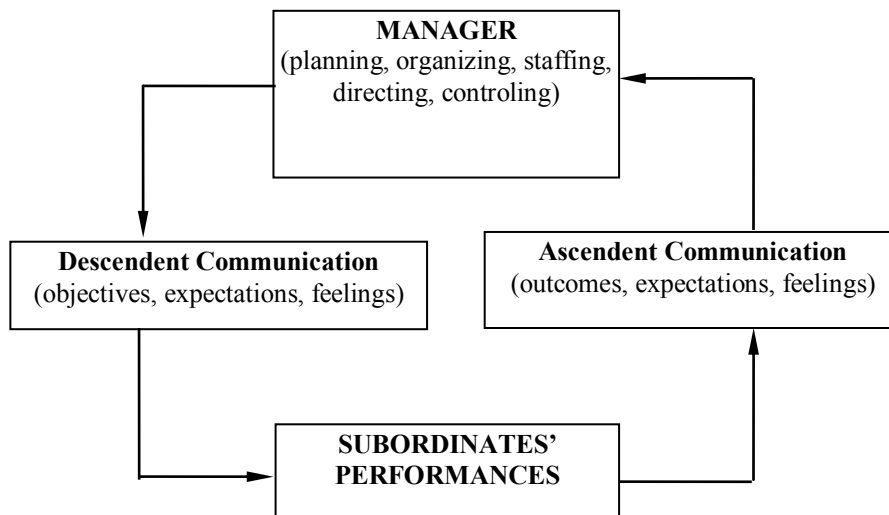 MANAGER
(planning, organizing, staffing,
directing, controling)
Descendent Communication
(objectives, expectations, feelings)
Ascendent Communication
(outcomes, expectations, feelings)
SUBORDINATES’
PERFORMANCES